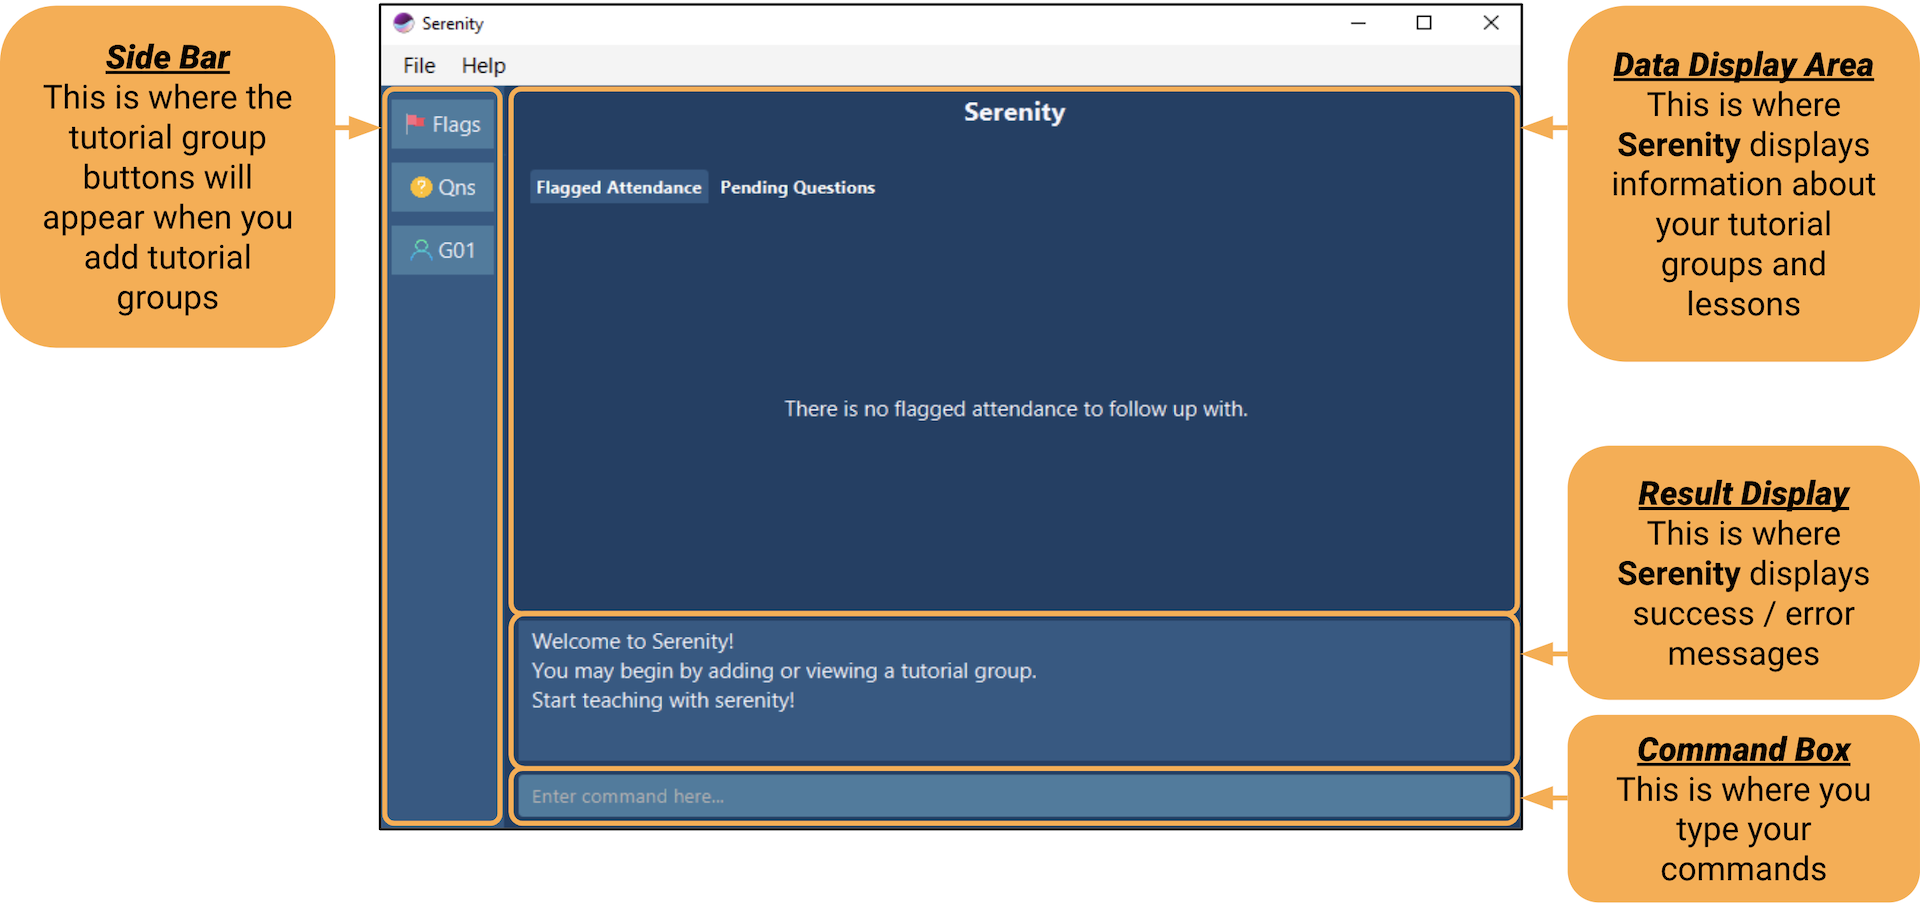 Side Bar
This is where the
tutorial group
buttons will
appear when you
add tutorial
groups
Serenity
File Help
Flags
Qns
G01
Serenity
Flagged Attendance Pending Questions
There is no flagged attendance to follow up with.
Welcome to Serenity!
You may begin by adding or viewing a tutorial group.
Start teaching with serenity!
Enter command here...
Data Display Area
This is where
Serenity displays
information about
your tutorial
groups and
lessons
Result Display
This is where
Serenity displays
success / error
messages
Command Box
This is where you
type your
commands